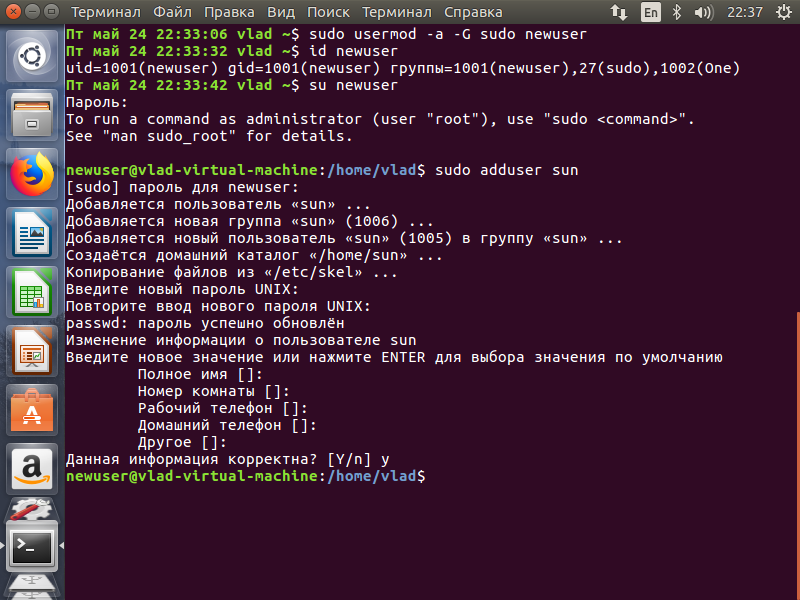 Терминал Файл Правка Вид Поиск Терминал Справка En 22:37
Пт май 24 22:33:06 vlad ~$ sudo usermod -a -G sudo newuser
Пт май 24 22:33:32 vlad ~$ id newuser
uid=1001(newuser) gid=1001(newuser) группы=1001(newuser),27(sudo),1002(One)
Пт май 24 22:33:42 vlad ~$ su newuser
Пароль:
To run a command as administrator (user "root"), use "sudo <command>".
See "man sudo_root" for details.
newuser@vlad-virtual-machine:/home/vlad$ sudo adduser sun
[sudo] пароль для newuser:
Добавляется пользователь «sun» ...
Добавляется новая группа «sun» (1006) ...
Добавляется новый пользователь «sun» (1005) в группу «sun» ...
Создаётся домашний каталог «/home/sun» ...
Копирование файлов из «/etc/skel» ...
Введите новый пароль UNIX:
Повторите ввод нового пароля UNIX:
passwd: пароль успешно обновлён
Изменение информации о пользователе sun
Введите новое значение или нажмите ENTER для выбора значения по умолчанию
Полное имя []:
Номер комнаты []:
Рабочий телефон []:
Домашний телефон []:
Другое []:
Данная информация корректна? [Y/n] y
newuser@vlad-virtual-machine:/home/vlad$